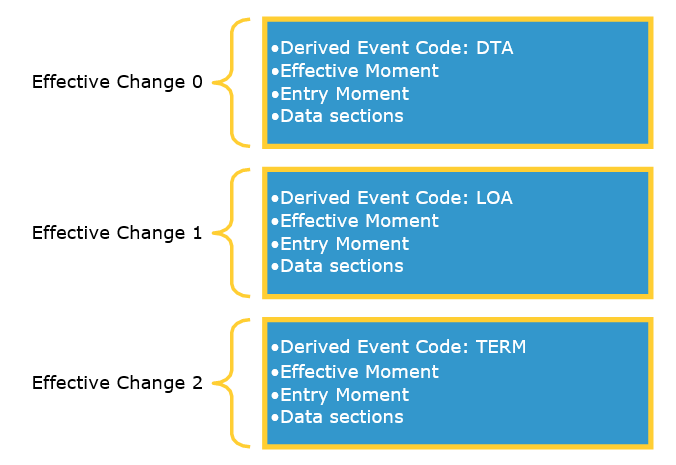 Effective Change 0
•Derived Event Code: DTA
•Effective Moment
•Entry Moment
•Data sections
Effective Change 1
•Derived Event Code: LOA
•Effective Moment
•Entry Moment
•Data sections
Effective Change 2
•Derived Event Code: TERM
•Effective Moment
•Entry Moment
•Data sections